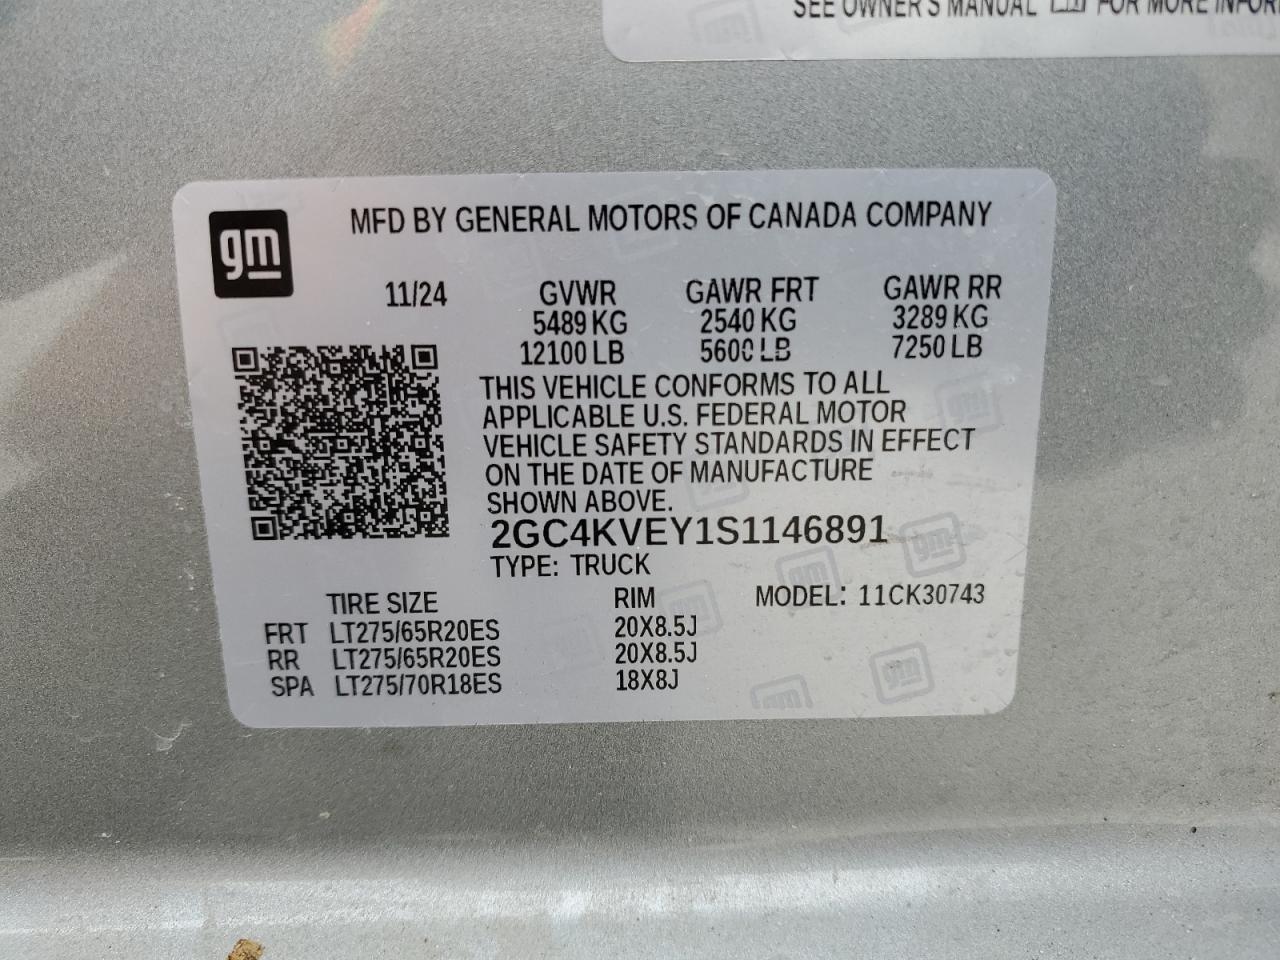 SEE OWNER'S MANUAL FOR MORE
gm
MFD BY GENERAL MOTORS OF CANADA COMPANY
11/24 GVWR GAWR FRT GAWR RR
5489 KG 2540 KG 3289 KG
12100 LB 5600 LB 7250 LB
THIS VEHICLE CONFORMS TO ALL
APPLICABLE U.S. FEDERAL MOTOR
VEHICLE SAFETY STANDARDS IN EFFECT
ON THE DATE OF MANUFACTURE
SHOWN ABOVE.
2GC4KVEY1S1146891
TYPE: TRUCK
TIRE SIZE RIM MODEL: 11CK30743
FRT LT275/65R20ES 20X8.5J
RR LT275/65R20ES 20X8.5J
SPA LT275/70R18ES 18X8J